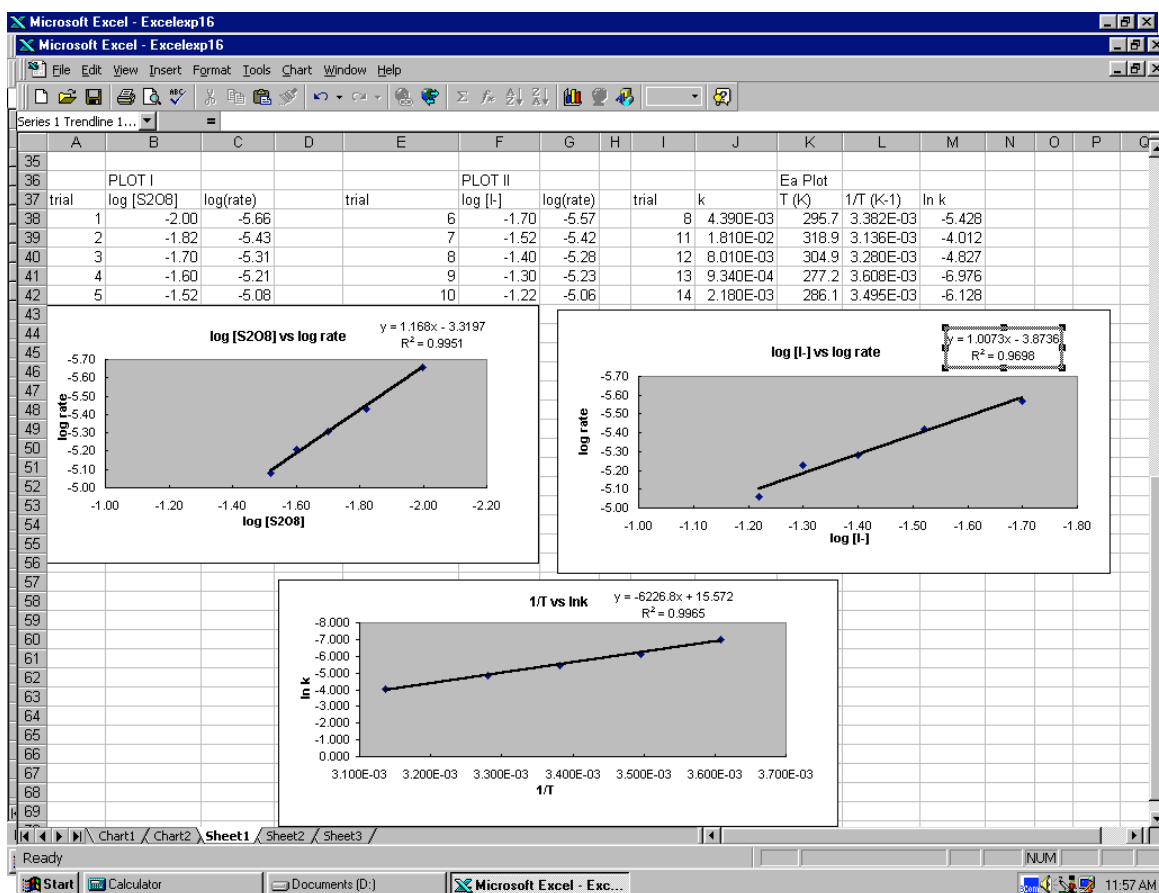 Microsoft Excel - Excelexp16
Microsoft Excel - Excelexp16
File Edit View Insert Format Tools Chart Window Help
Series 1 Trendline 1... =
A B C D E F G H I J K L M N O P Q
35
36 PLOT I PLOT II Ea Plot
37 trial log [S2O8] log(rate) trial log [I-] log(rate) trial k T (K) 1/T (K-1) ln k
38 1 -2.00 -5.66 6 -1.70 -5.57 8 4.390E-03 295.7 3.382E-03 -5.428
39 2 -1.82 -5.43 7 -1.52 -5.42 11 1.810E-02 318.9 3.136E-03 -4.012
40 3 -1.70 -5.31 8 -1.40 -5.28 12 8.010E-03 304.9 3.280E-03 -4.827
41 4 -1.60 -5.21 9 -1.30 -5.23 13 9.340E-04 277.2 3.608E-03 -6.976
42 5 -1.52 -5.08 10 -1.22 -5.06 14 2.180E-03 286.1 3.495E-03 -6.128
43
44
45
46
47
48
49
50
51
52
53
54
55
56
57
58
59
60
61
62
63
64
65
66
67
68
69
log [S2O8] vs log rate
y = 1.168x - 3.3197
R² = 0.9951
-5.70
-5.60
-5.50
-5.40
-5.30
-5.20
-5.10
-5.00
log rate
-1.00 -1.20 -1.40 -1.60 -1.80 -2.00 -2.20
log [S2O8]
log [I-] vs log rate
y = 1.0073x - 3.8736
R² = 0.9698
-5.70
-5.60
-5.50
-5.40
-5.30
-5.20
-5.10
-5.00
log rate
-1.00 -1.10 -1.20 -1.30 -1.40 -1.50 -1.60 -1.70 -1.80
log [I-]
1/T vs lnk
y = -6226.8x + 15.572
R² = 0.9965
-8.000
-7.000
-6.000
-5.000
-4.000
-3.000
-2.000
-1.000
0.000
ln k
3.100E-03 3.200E-03 3.300E-03 3.400E-03 3.500E-03 3.600E-03 3.700E-03
1/T
Chart1 Chart2 Sheet1 Sheet2 Sheet3
Ready NUM
Start Calculator Documents (D:) Microsoft Excel - Exc... 11:57 AM